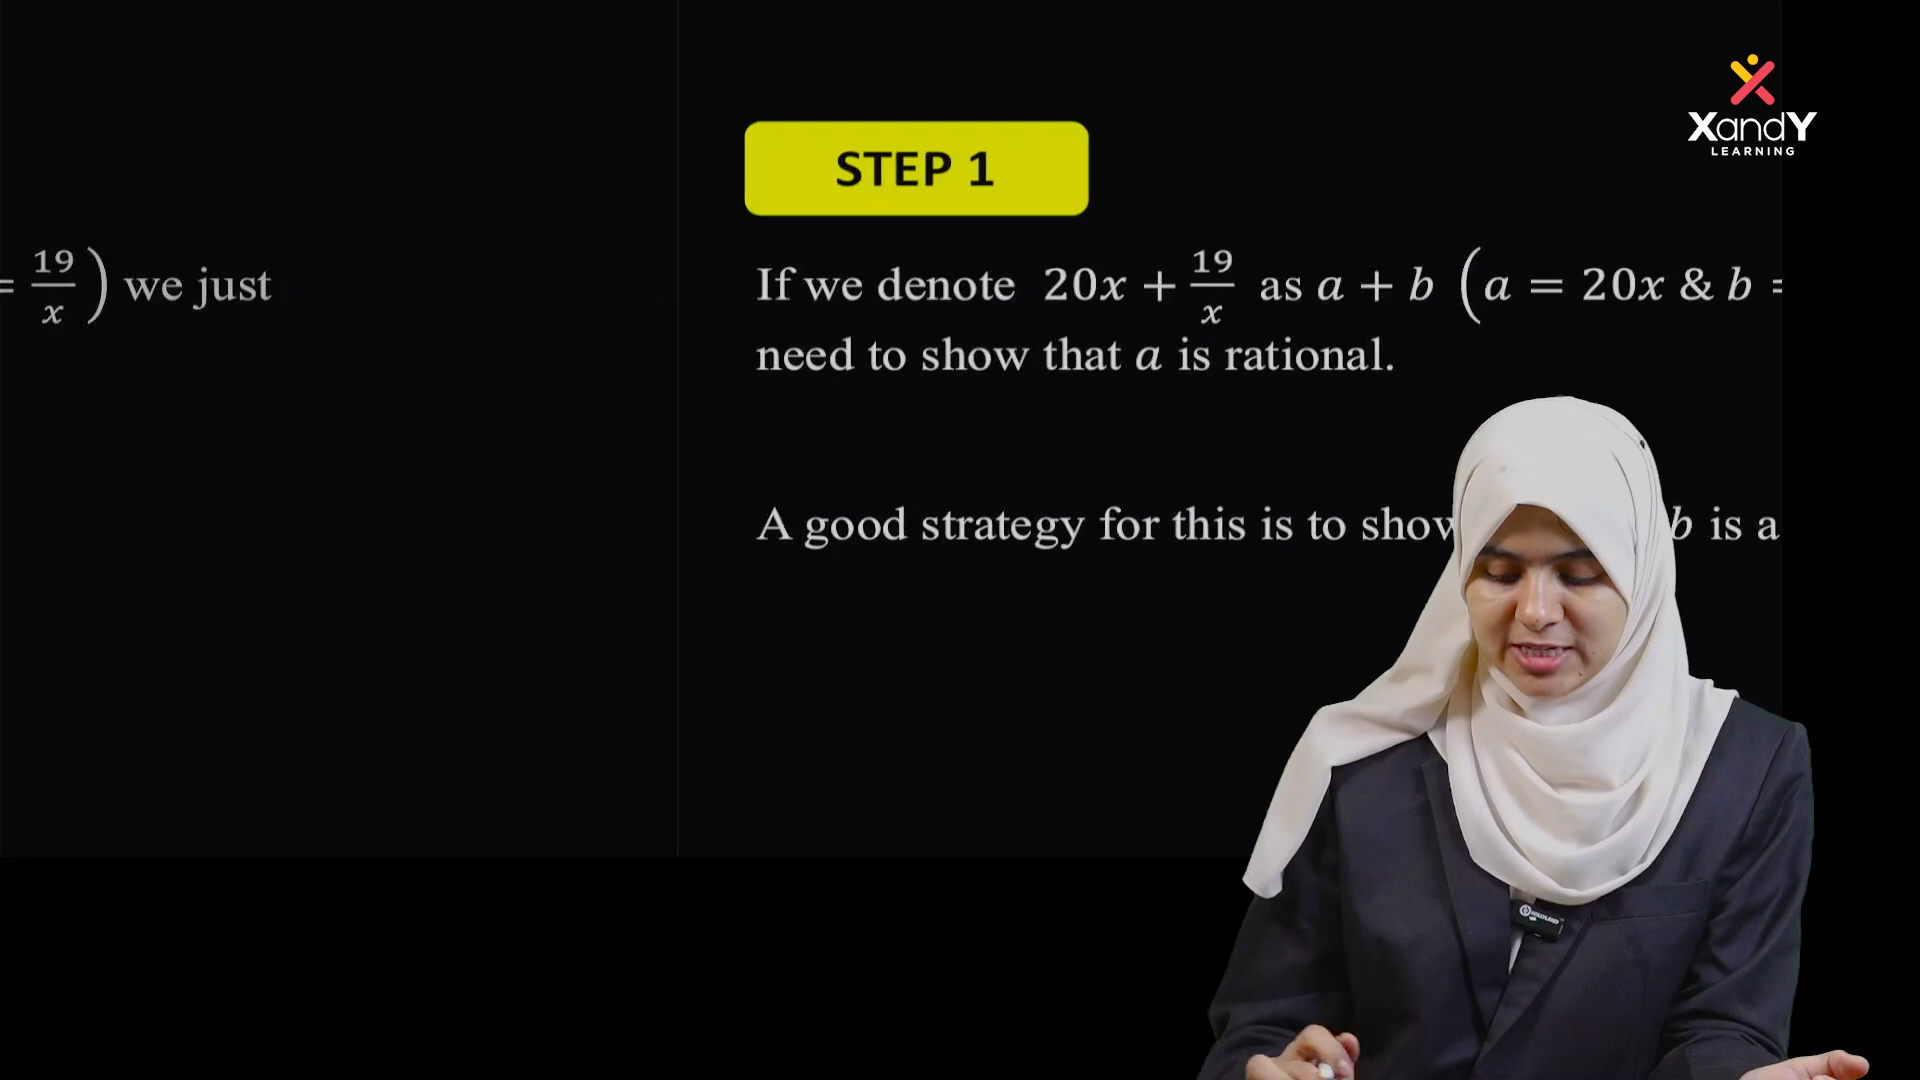 XandY
LEARNING
STEP 1
= 19/x) we just
If we denote 20x + 19/x as a + b (a = 20x & b =
need to show that a is rational.
A good strategy for this is to show b is a